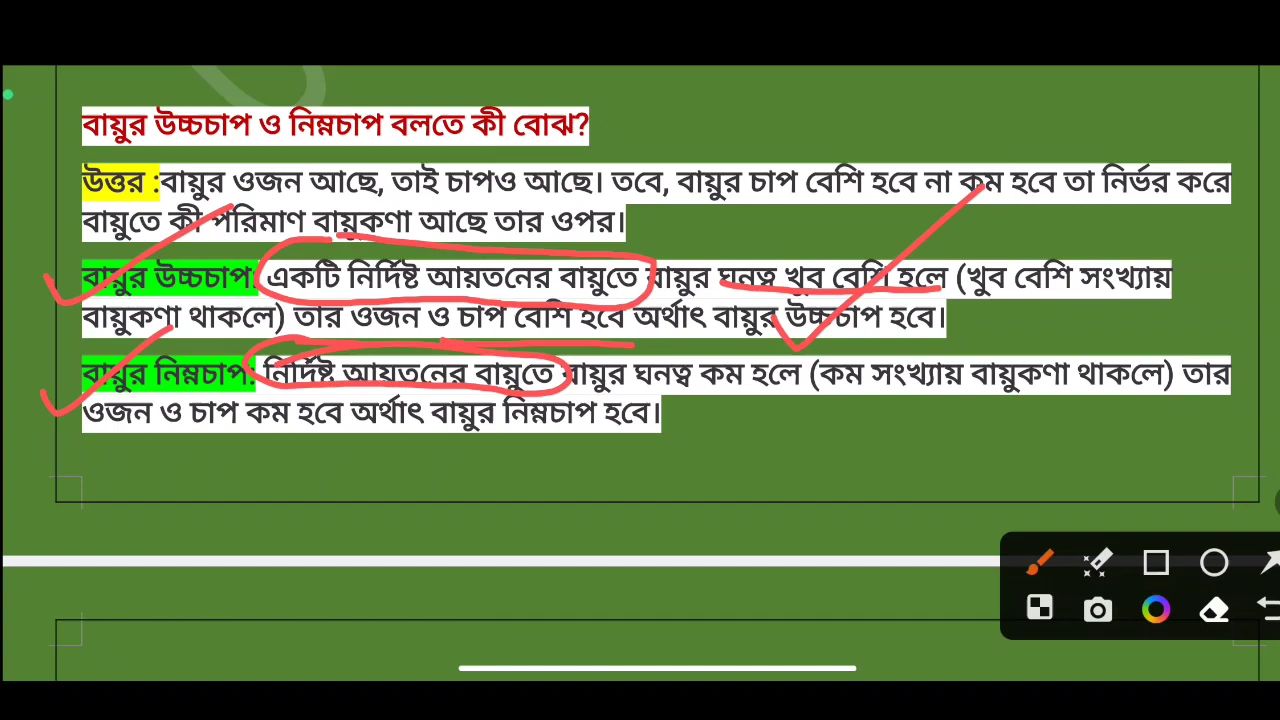 বায়ুর উচ্চচাপ ও নিম্নচাপ বলতে কী বোঝ?
উত্তর :বায়ুর ওজন আছে, তাই চাপও আছে। তবে, বায়ুর চাপ বেশি হবে না কম হবে তা নির্ভর করে
বায়ুতে কী পরিমাণ বায়ুকণা আছে তার ওপর।
বায়ুর উচ্চচাপ: একটি নির্দিষ্ট আয়তনের বায়ুতে বায়ুর ঘনত্ব খুব বেশি হলে (খুব বেশি সংখ্যায়
বায়ুকণা থাকলে) তার ওজন ও চাপ বেশি হবে অর্থাৎ বায়ুর উচ্চচাপ হবে।
বায়ুর নিম্নচাপ: নির্দিষ্ট আয়তনের বায়ুতে বায়ুর ঘনত্ব কম হলে (কম সংখ্যায় বায়ুকণা থাকলে) তার
ওজন ও চাপ কম হবে অর্থাৎ বায়ুর নিম্নচাপ হবে।